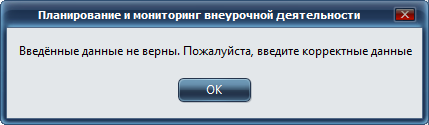 Планирование и мониторинг внеурочной деятельности
Введённые данные не верны. Пожалуйста, введите корректные данные
OK